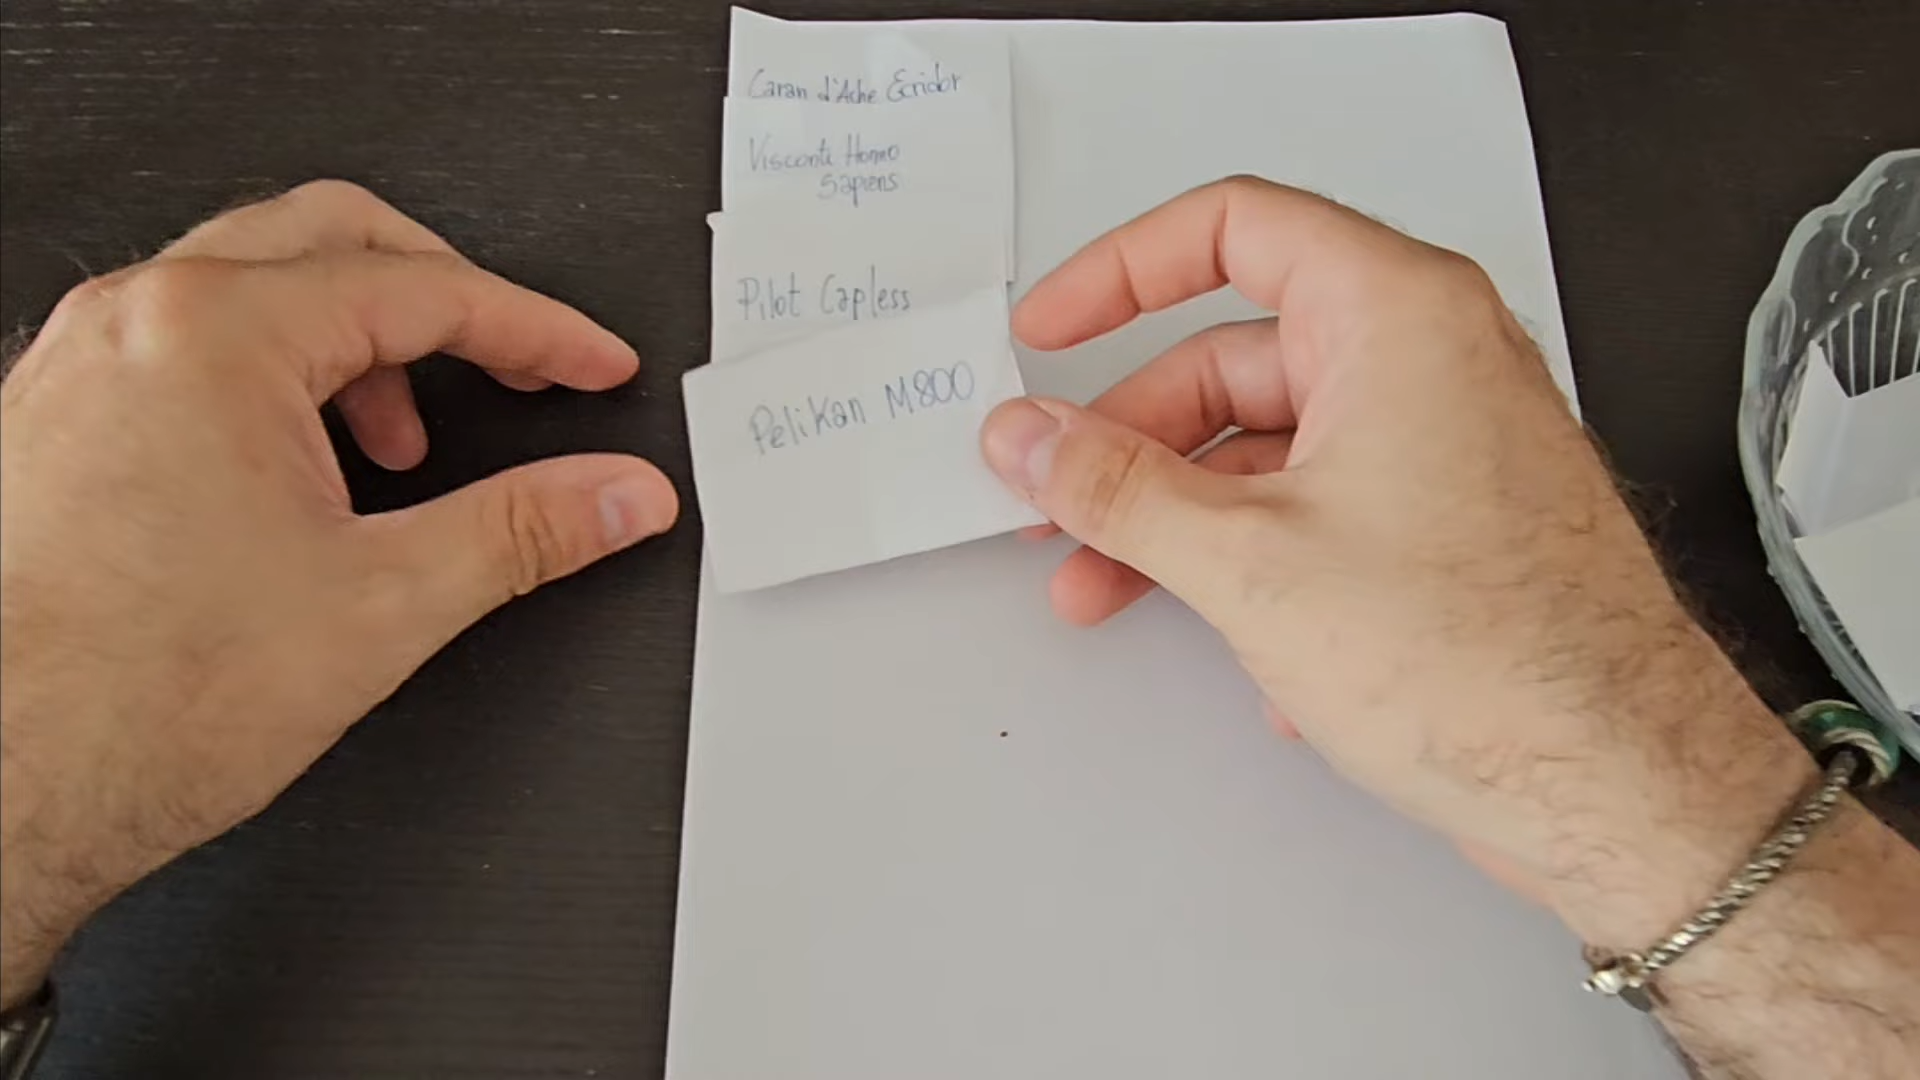 Caran d'Ache Ecridor
Visconti Homo
Sapiens
Pilot Capless
Pelikan M800